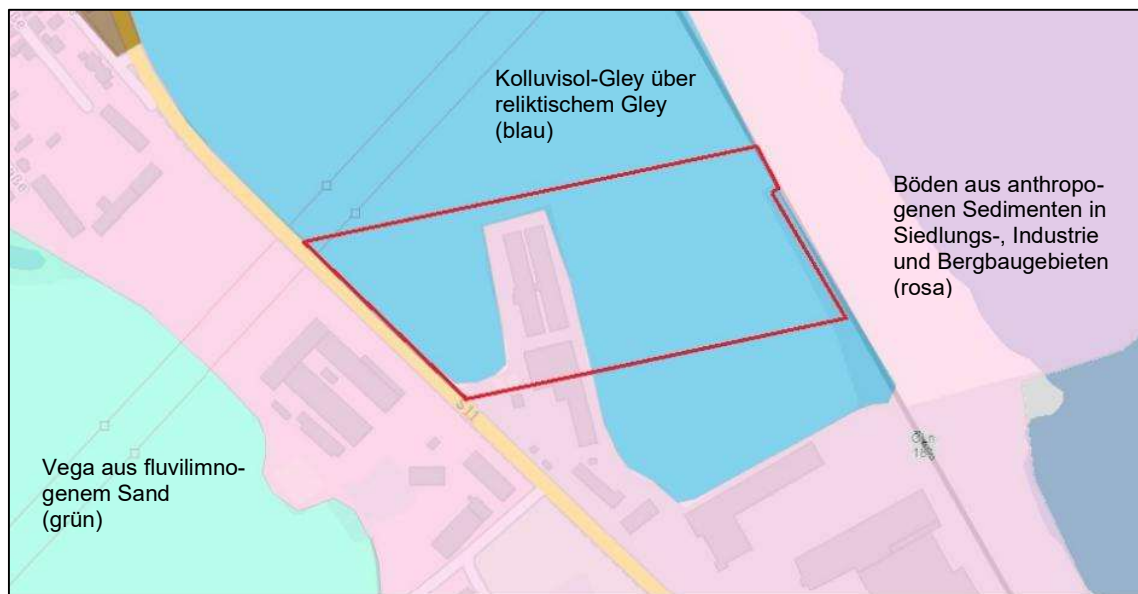 Kolluvisol-Gley über
reliktischem Gley
(blau)
Böden aus anthropo-
genen Sedimenten in
Siedlungs-, Industrie
und Bergbaugebieten
(rosa)
Vega aus fluvilimno-
genem Sand
(grün)
S11